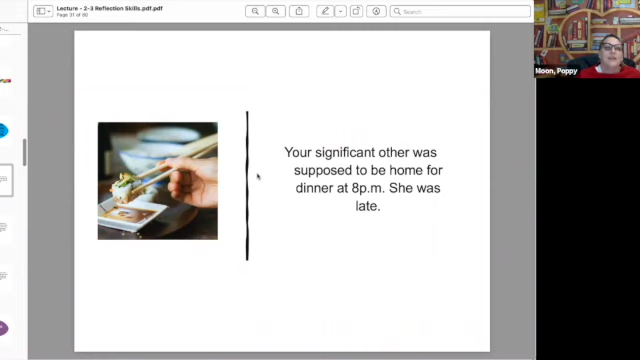 Lecture - 2-3 Reflection Skills.pdf.pdf
Page 31 of 60
Search
Moon, Poppy
Your significant other was
supposed to be home for
dinner at 8p.m. She was
late.